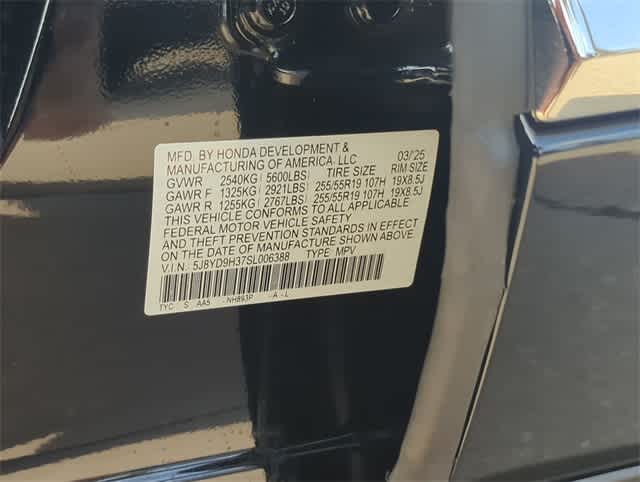 MFD. BY HONDA DEVELOPMENT & 03/'25
MANUFACTURING OF AMERICA, LLC
GVWR 2540KG 5600LBS TIRE SIZE RIM SIZE
GAWR F 1325KG 2921LBS 255/55R19 107H 19X8.5J
GAWR R 1255KG 2767LBS 255/55R19 107H 19X8.5J
THIS VEHICLE CONFORMS TO ALL APPLICABLE
FEDERAL MOTOR VEHICLE SAFETY
AND THEFT PREVENTION STANDARDS IN EFFECT
ON THE DATE OF MANUFACTURE SHOWN ABOVE.
V.I.N. 5J8YD9H37SL006388 TYPE MPV
TYC S AA5 -NH893P -A -L